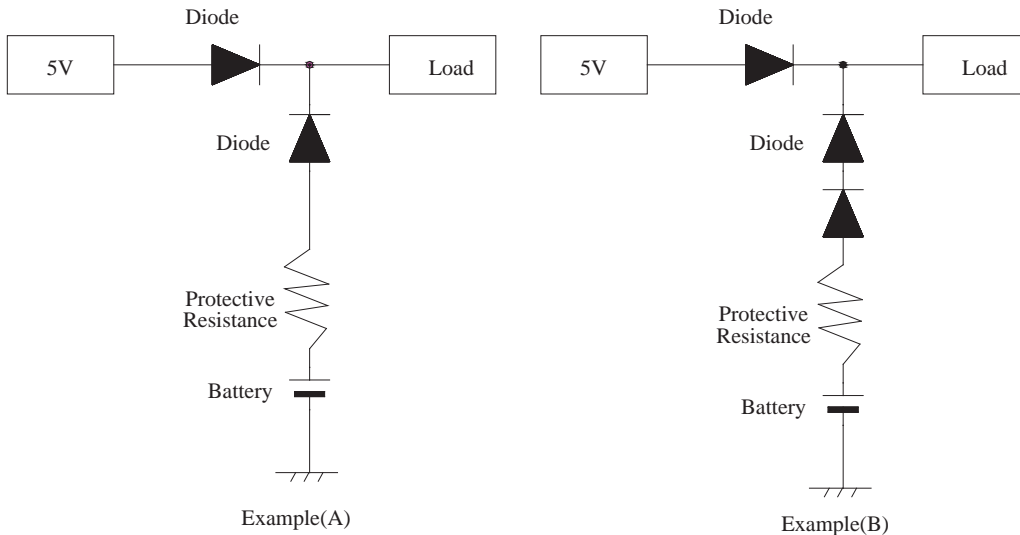 Diode
5V
Load
Diode
Protective
Resistance
Battery
Example(A)
Diode
5V
Load
Diode
Protective
Resistance
Battery
Example(B)